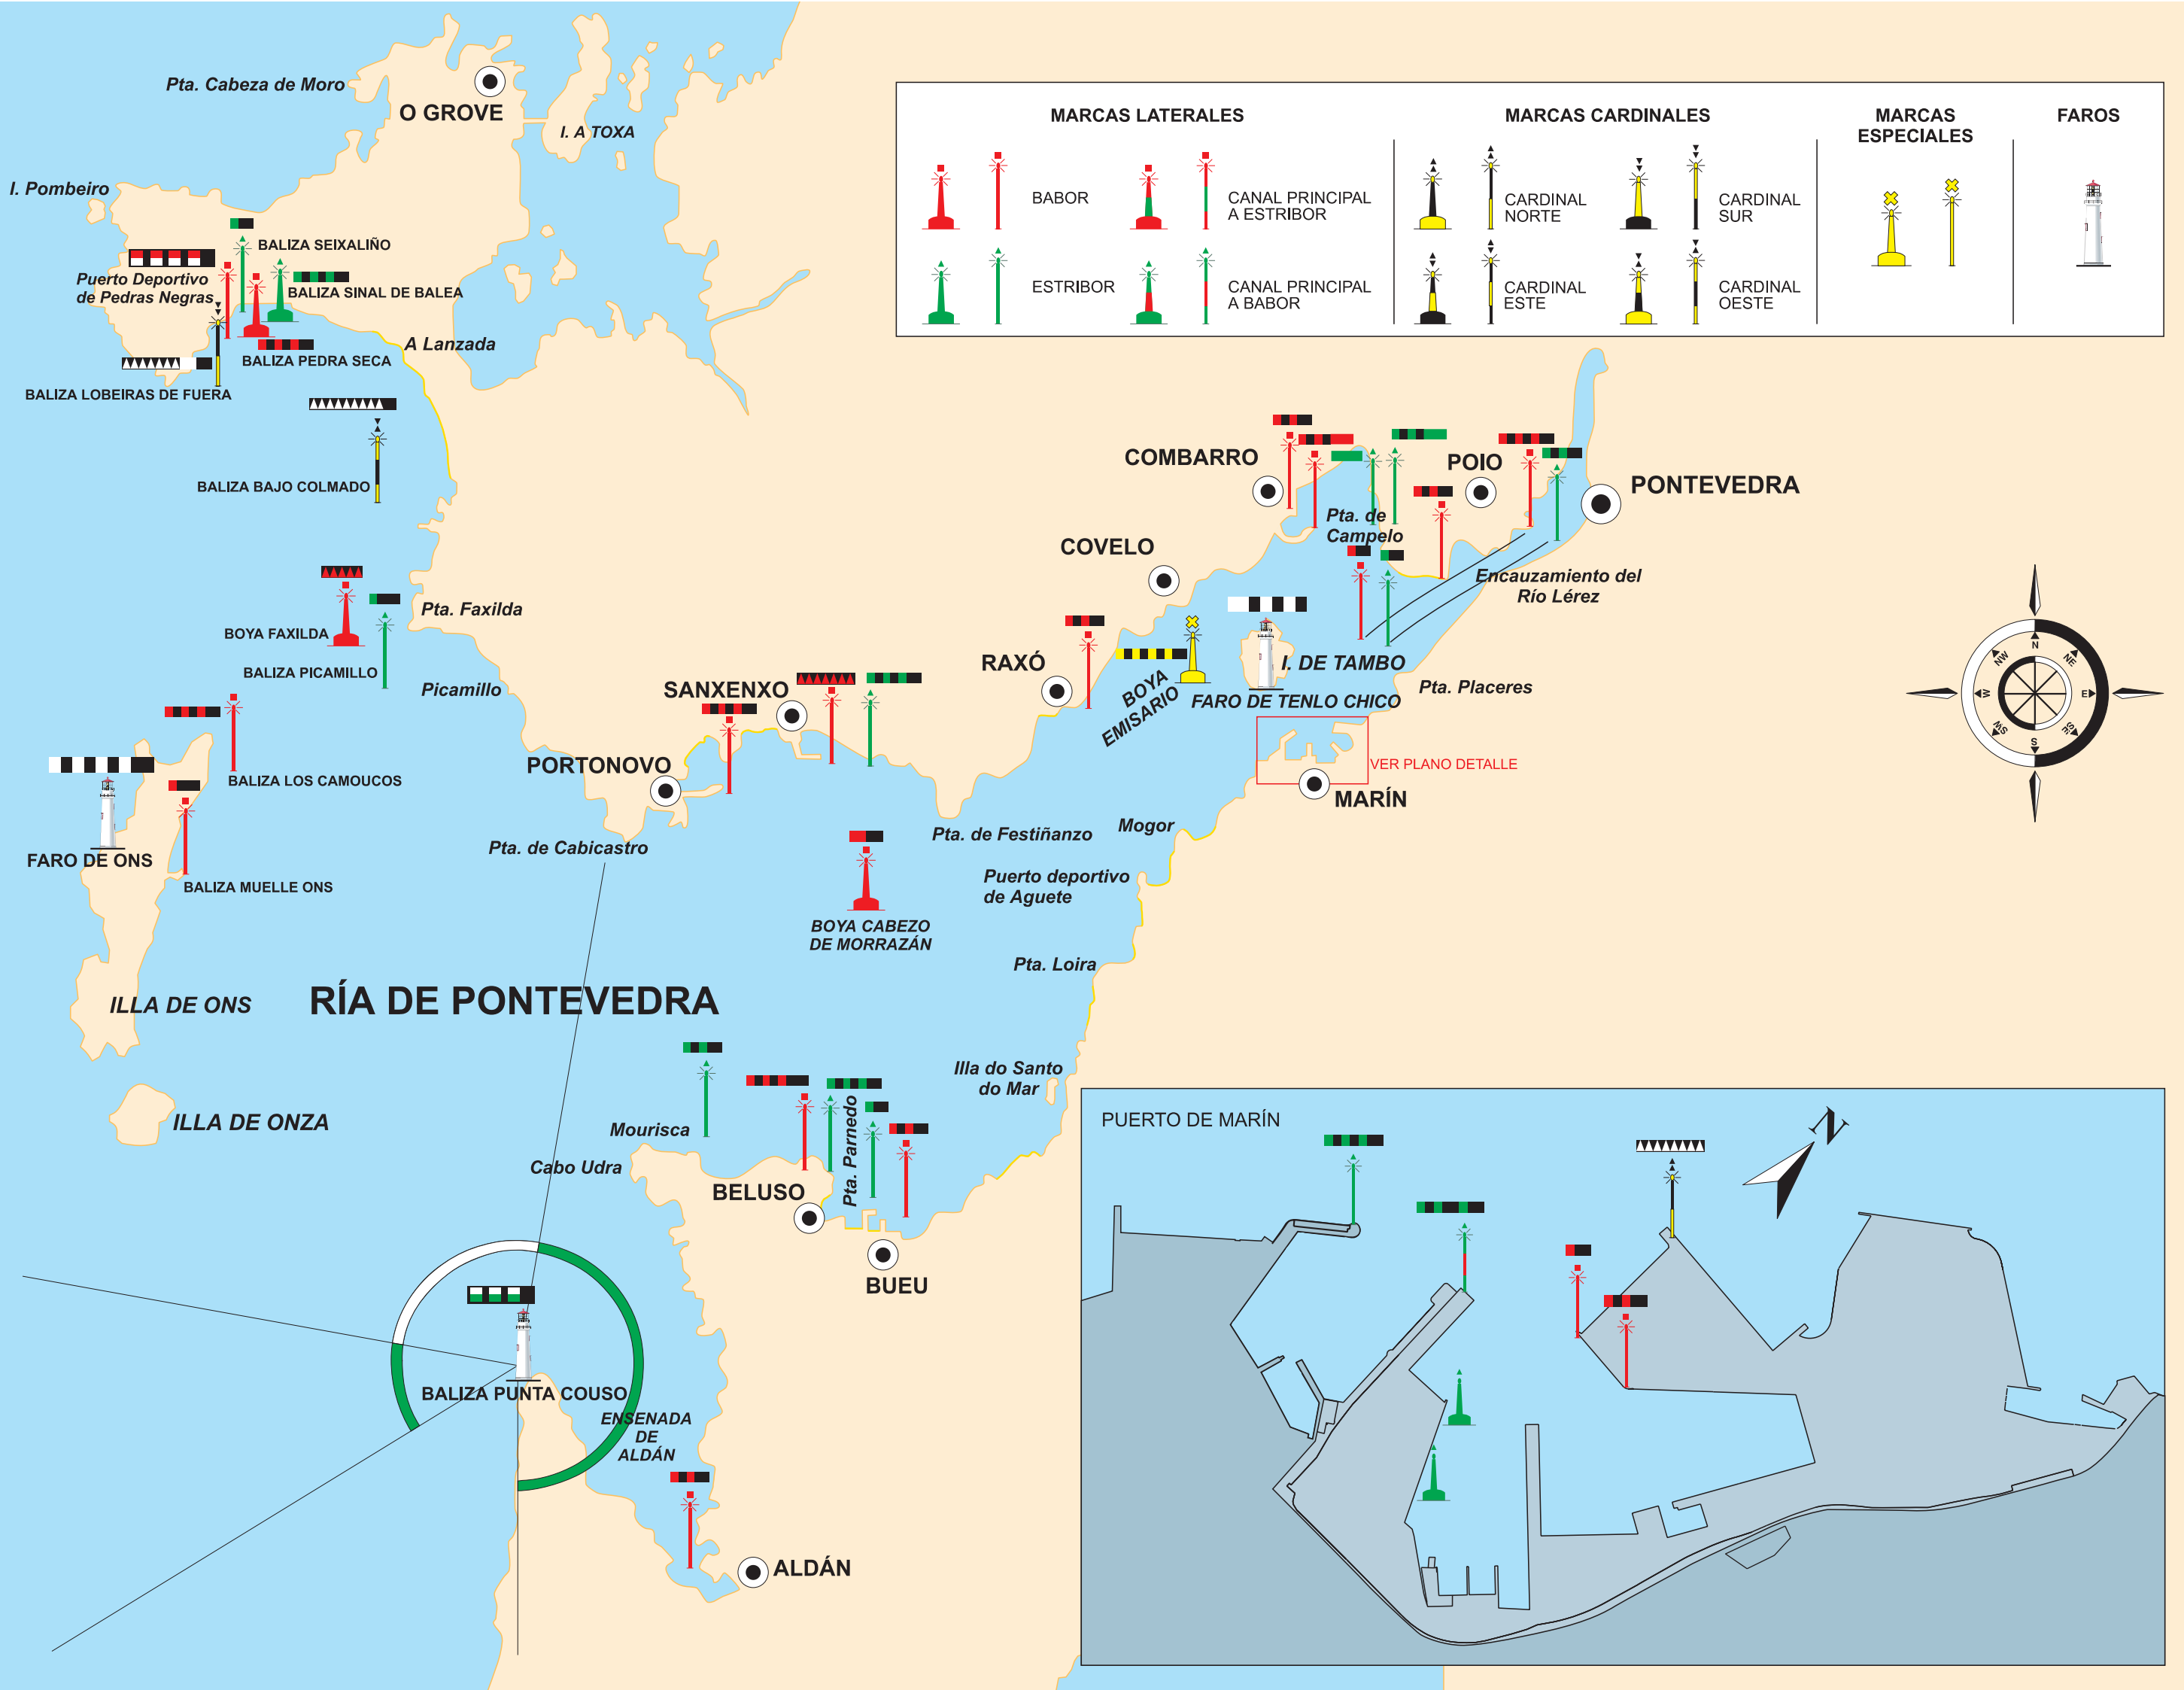 Pta. Cabeza de Moro
O GROVE
I. A TOXA
I. Pombeiro
BALIZA SEIXALIÑO
Puerto Deportivo
de Pedras Negras
BALIZA SINAL DE BALEA
A Lanzada
BALIZA PEDRA SECA
BALIZA LOBEIRAS DE FUERA
BALIZA BAJO COLMADO
MARCAS LATERALES
BABOR
CANAL PRINCIPAL
A ESTRIBOR
ESTRIBOR
CANAL PRINCIPAL
A BABOR
MARCAS CARDINALES
CARDINAL
NORTE
CARDINAL
SUR
CARDINAL
ESTE
CARDINAL
OESTE
MARCAS
ESPECIALES
FAROS
COMBARRO
POIO
PONTEVEDRA
Pta. de
Campelo
COVELO
Encauzamiento del
Río Lérez
Pta. Faxilda
BOYA FAXILDA
BALIZA PICAMILLO
Picamillo
SANXENXO
RAXÓ
BOYA
EMISARIO
I. DE TAMBO
FARO DE TENLO CHICO
Pta. Placeres
N
NE
E
SE
S
SW
W
NW
PORTONOVO
VER PLANO DETALLE
MARÍN
BALIZA LOS CAMOUCOS
FARO DE ONS
BALIZA MUELLE ONS
Pta. de Cabicastro
Pta. de Festiñanzo
Mogor
Puerto deportivo
de Aguete
BOYA CABEZO
DE MORRAZÁN
Pta. Loira
ILLA DE ONS
RÍA DE PONTEVEDRA
Illa do Santo
do Mar
ILLA DE ONZA
Mourisca
Cabo Udra
Pta. Parnedo
BELUSO
BUEU
BALIZA PUNTA COUSO
ENSENADA
DE
ALDÁN
ALDÁN
PUERTO DE MARÍN
N